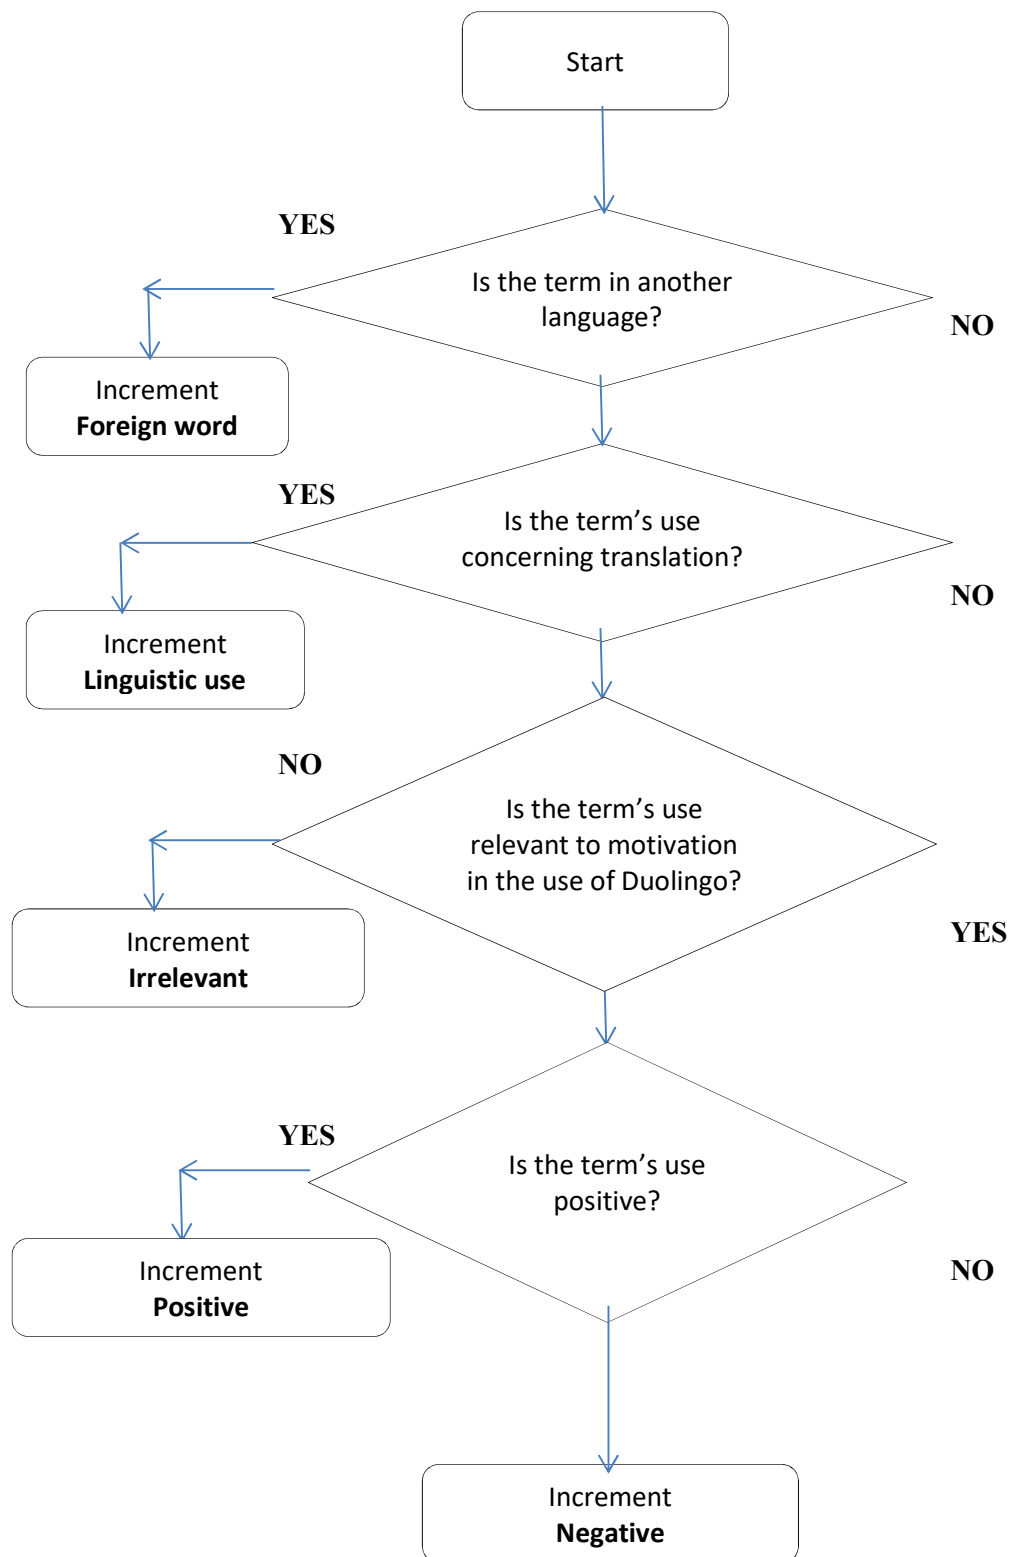 Start
YES
Is the term in another
language?
NO
Increment
Foreign word
YES
Is the term’s use
concerning translation?
NO
Increment
Linguistic use
NO
Is the term’s use
relevant to motivation
in the use of Duolingo?
YES
Increment
Irrelevant
YES
Is the term’s use
positive?
NO
Increment
Positive
Increment
Negative